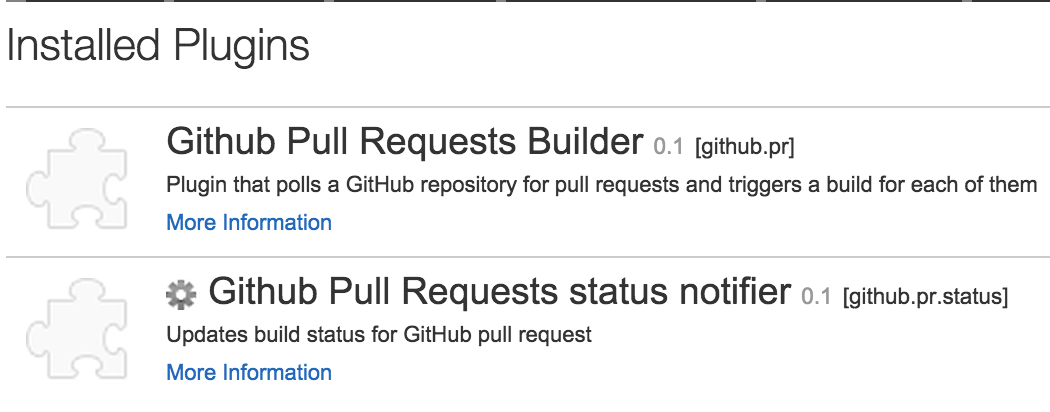 Installed Plugins
Github Pull Requests Builder 0.1 [github.pr]
Plugin that polls a GitHub repository for pull requests and triggers a build for each of them
More Information
Github Pull Requests status notifier 0.1 [github.pr.status]
Updates build status for GitHub pull request
More Information